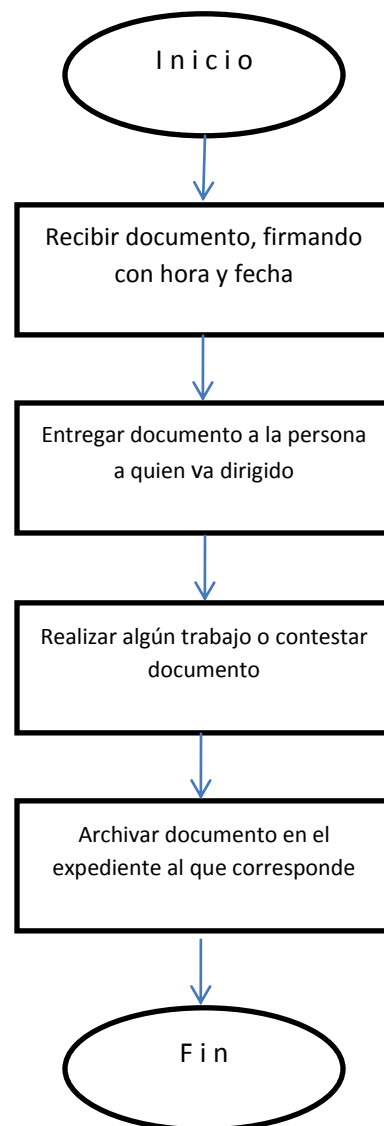 I n i c i o
Recibir documento, firmando
con hora y fecha
Entregar documento a la persona
a quien va dirigido
Realizar algún trabajo o contestar
documento
Archivar documento en el
expediente al que corresponde
F i n